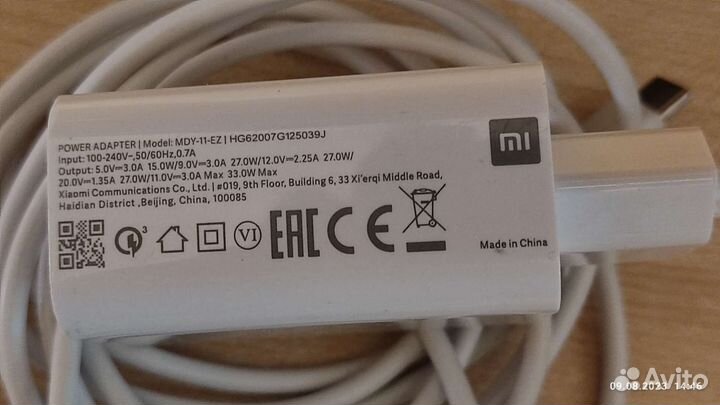 POWER ADAPTER | Model: MDY-11-EZ | HG62007G125039J
Input: 100-240V~,50/60Hz,0.7A
Output: 5.0V⎓3.0A 15.0W/9.0V⎓3.0A 27.0W/12.0V⎓2.25A 27.0W/
20.0V⎓1.35A 27.0W/11.0V⎓3.0A Max 33.0W Max
Xiaomi Communications Co., Ltd. | #019, 9th Floor, Building 6, 33 Xi'erqi Middle Road,
Haidian District ,Beijing, China, 100085
mi
3
VI
EAC CE
Made in China
Avito
09.08.2023 14:46